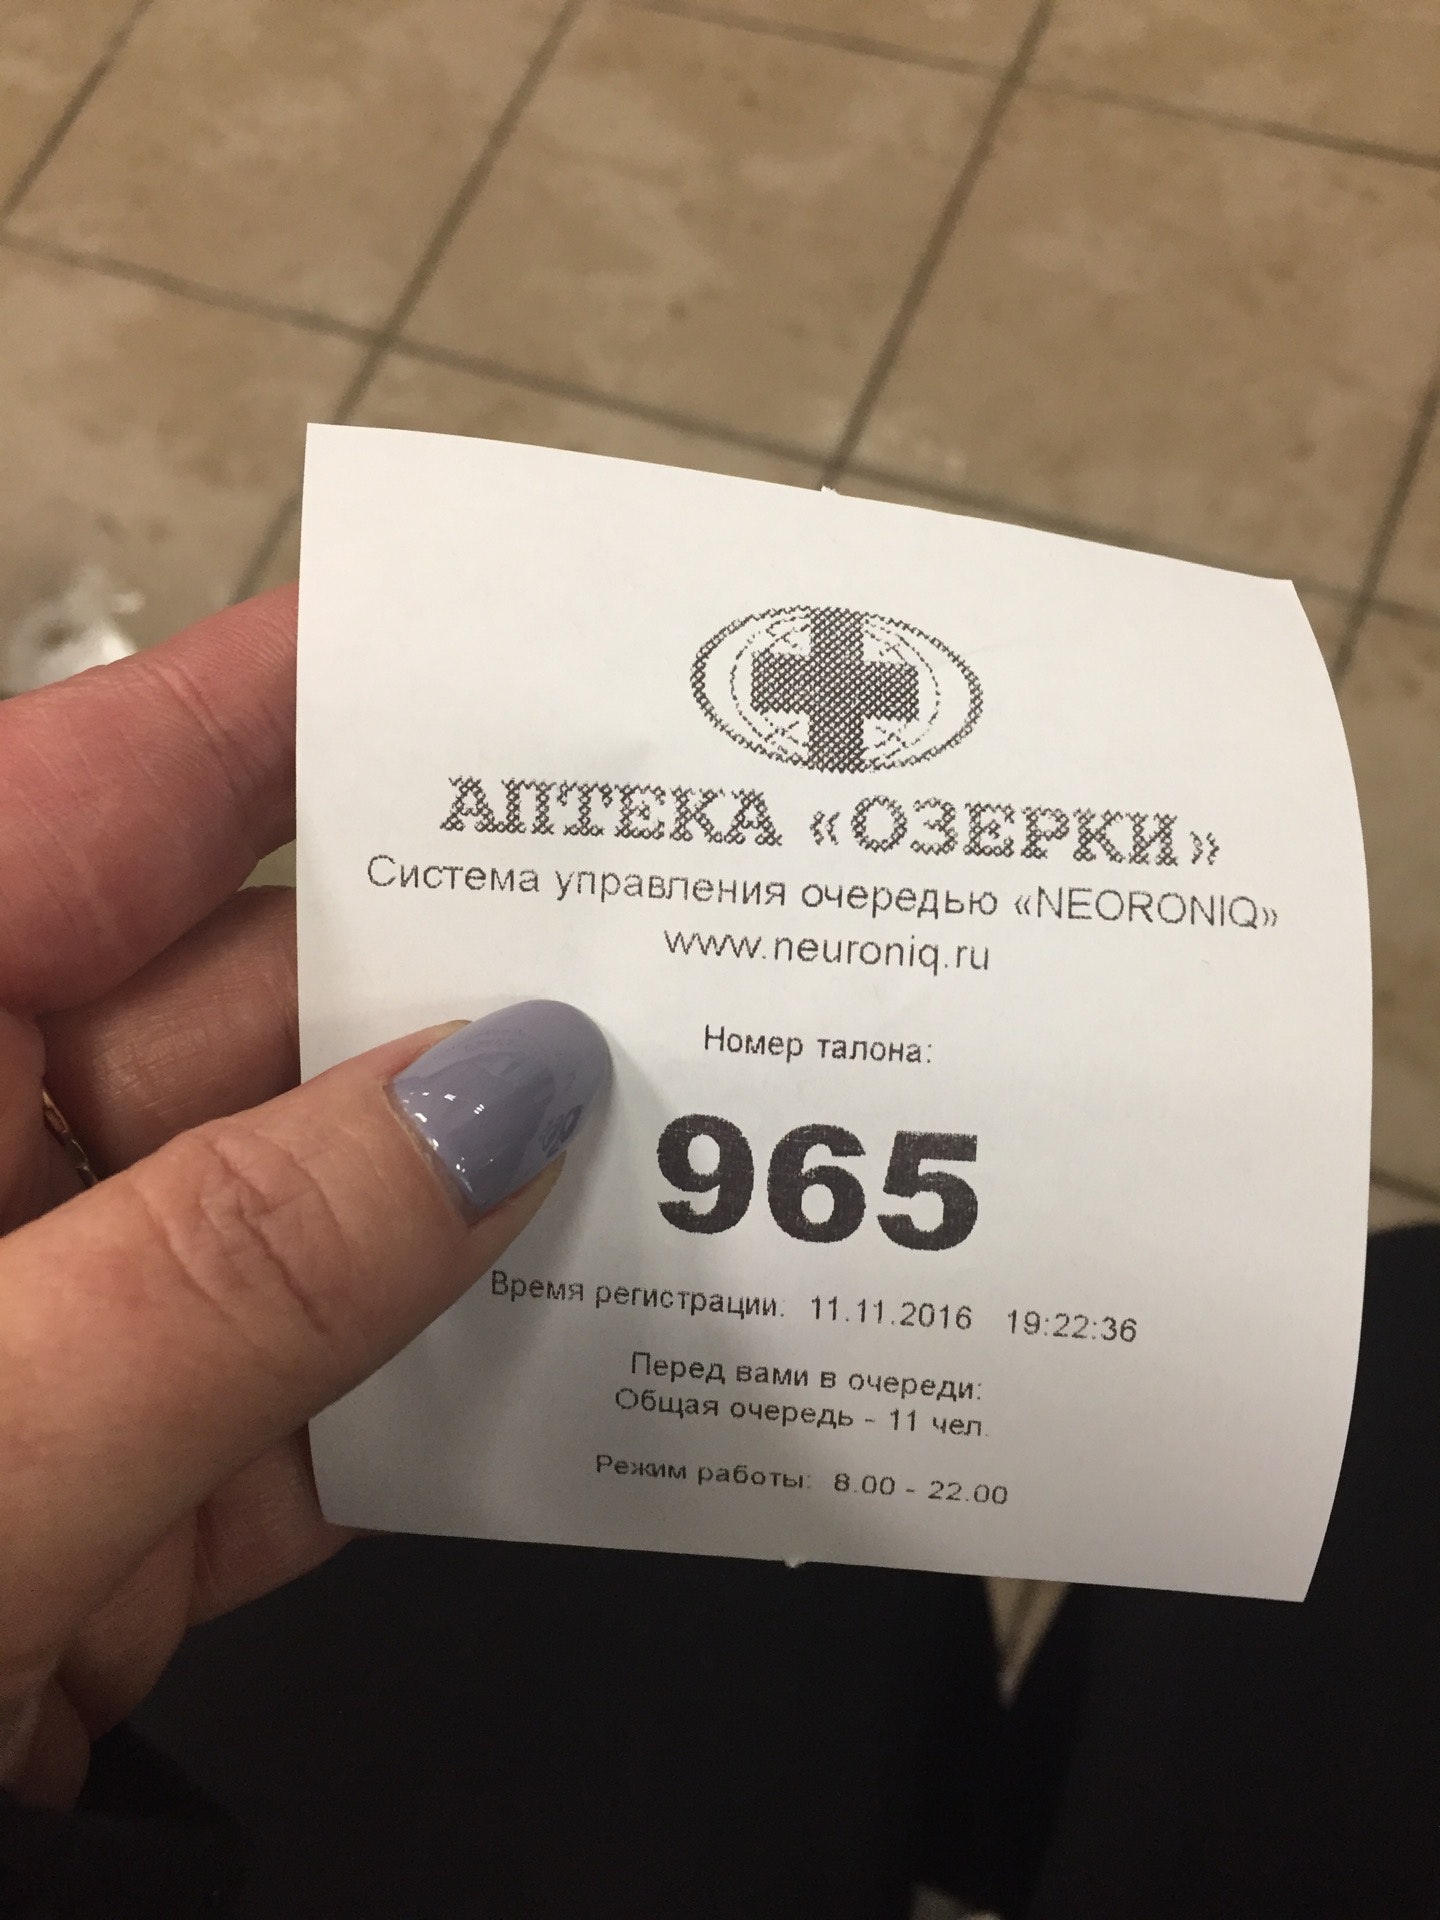 АПТЕКА «ОЗЕРКИ»
Система управления очередью «NEORONIQ»
www.neuroniq.ru
Номер талона:
965
Время регистрации: 11.11.2016 19:22:36
Перед вами в очереди:
Общая очередь - 11 чел.
Режим работы: 8.00 - 22.00